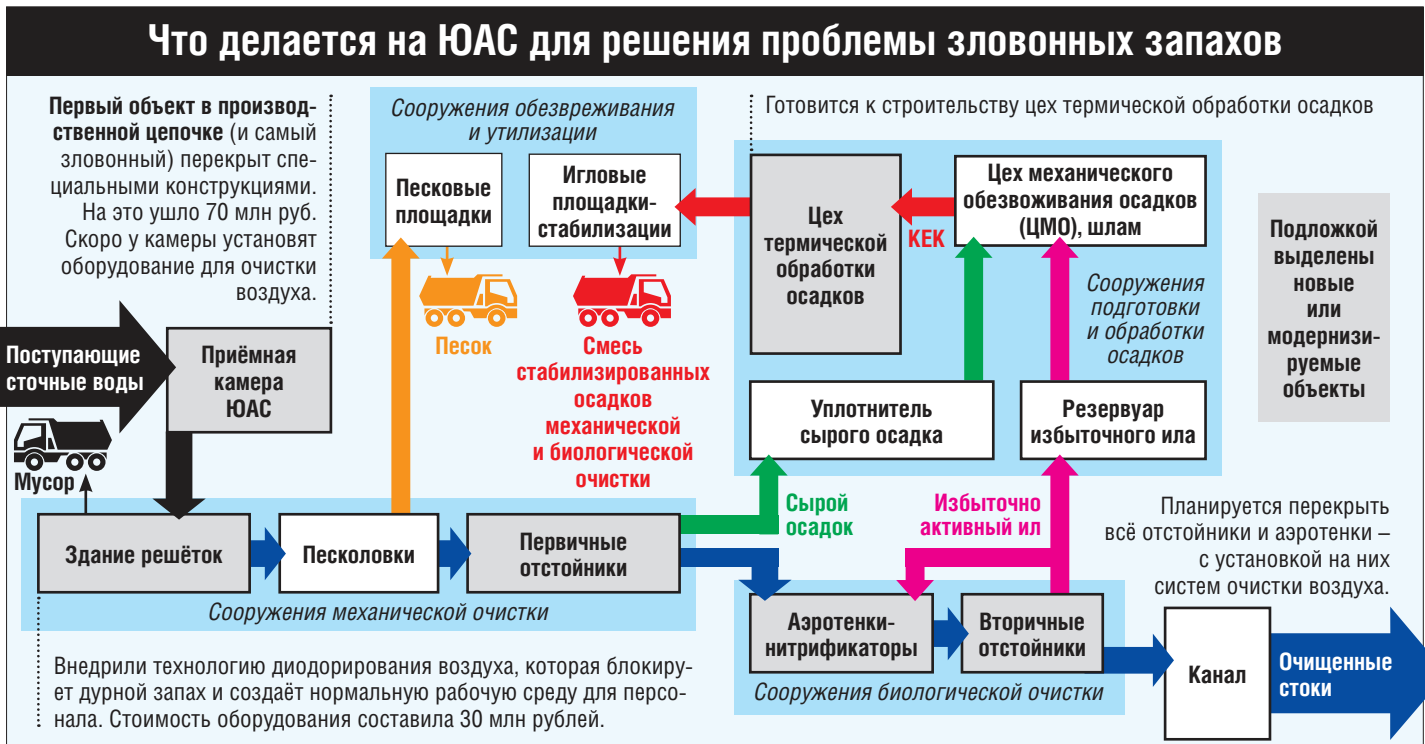 Что делается на ЮАС для решения проблемы зловонных запахов
Первый объект в производ-
ственной цепочке (и самый
зловонный) перекрыт спе-
циальными конструкциями.
На это ушло 70 млн руб.
Скоро у камеры установят
оборудование для очистки
воздуха.
Сооружения обезвреживания
и утилизации
Песковые
площадки
Игловые
площадки-
стабилизации
Песок
Смесь
стабилизированных
осадков
механической
и биологической
очистки
Готовится к строительству цех термической обработки осадков
Цех
термической
обработки
осадков
КЕК
Цех механического
обезвоживания осадков
(ЦМО), шлам
Сооружения
подготовки
и обработки
осадков
Уплотнитель
сырого осадка
Резервуар
избыточного ила
Подложкой
выделены
новые
или
модернизи-
руемые
объекты
Поступающие
сточные воды
Приёмная
камера
ЮАС
Мусор
Здание решёток
Песколовки
Первичные
отстойники
Сооружения механической очистки
Сырой
осадок
Избыточно
активный ил
Аэротенки-
нитрификаторы
Вторичные
отстойники
Сооружения биологической очистки
Планируется перекрыть
всё отстойники и аэротенки –
с установкой на них
систем очистки воздуха.
Канал
Очищенные
стоки
Внедрили технологию диодорирования воздуха, которая блокиру-
ет дурной запах и создаёт нормальную рабочую среду для персо-
нала. Стоимость оборудования составила 30 млн рублей.